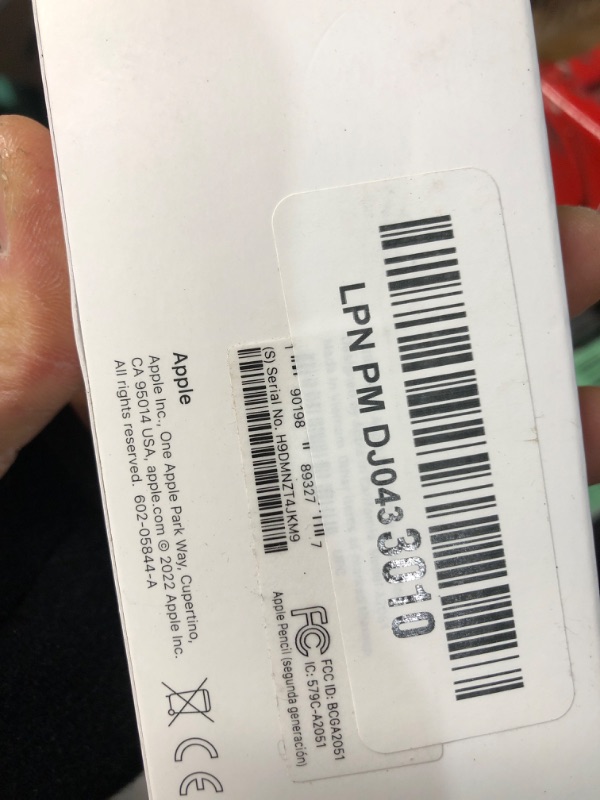 LPN PM DJ043 3010
90198 89327 7
(S) Serial No. H9DMNZT4JKM9
FCC ID: BCGA2051
IC: 579C-A2051
Apple Pencil (segunda generación)
Apple
Apple Inc., One Apple Park Way, Cupertino,
CA 95014 USA, apple.com © 2022 Apple Inc.
All rights reserved. 602-05844-A